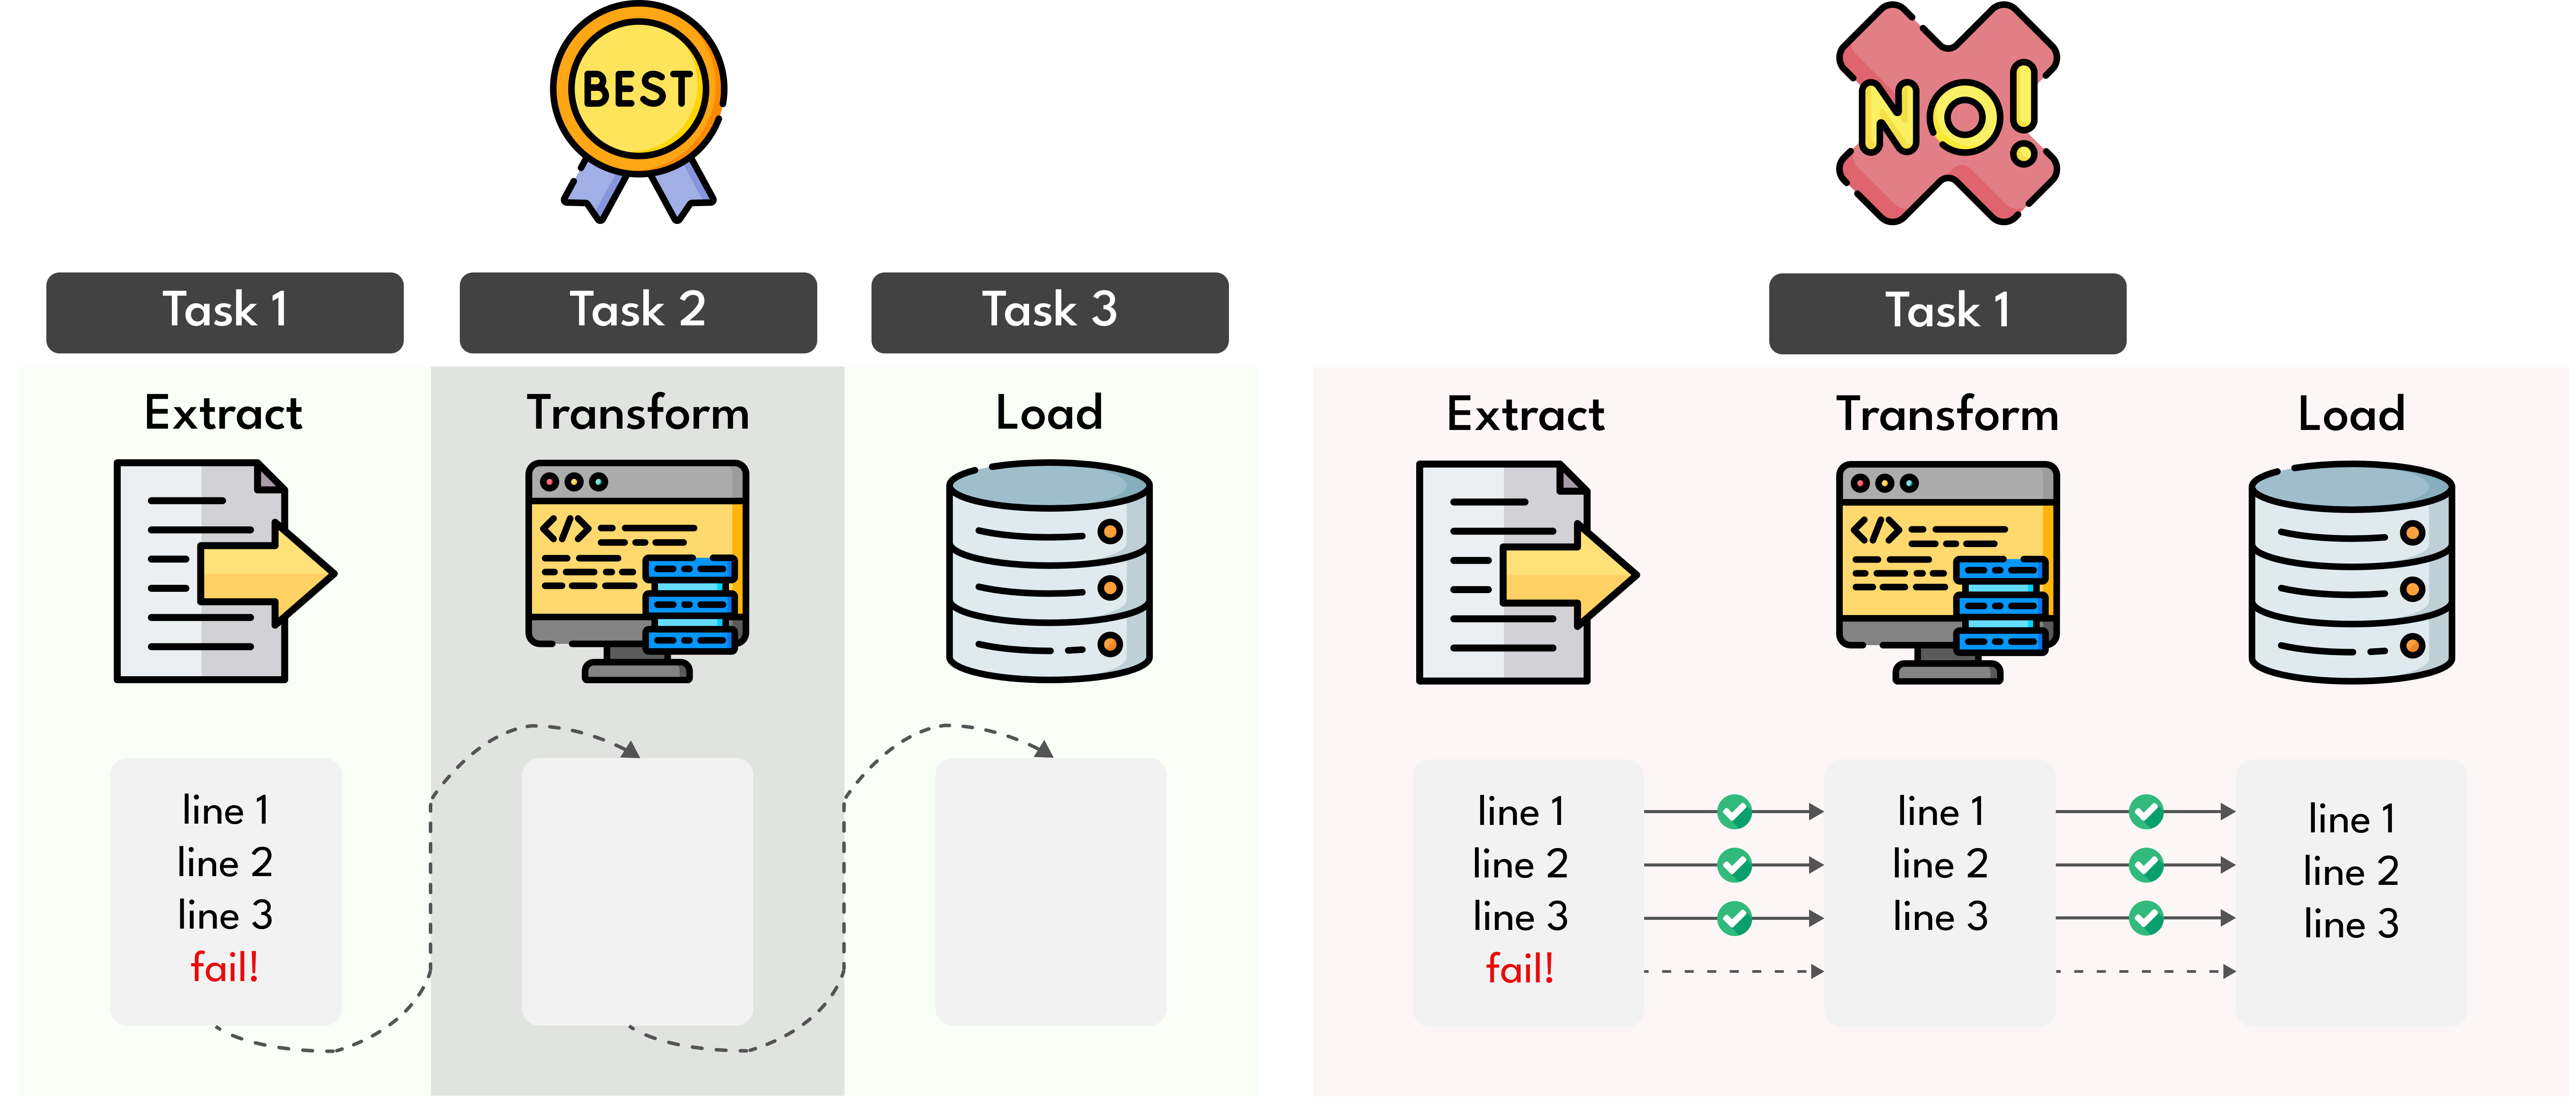 BEST
Task 1
Task 2
Task 3
Extract
Transform
Load
</>
line 1
line 2
line 3
fail!
NO!
Task 1
Extract
Transform
Load
</>
line 1
line 2
line 3
fail!
line 1
line 2
line 3
line 1
line 2
line 3